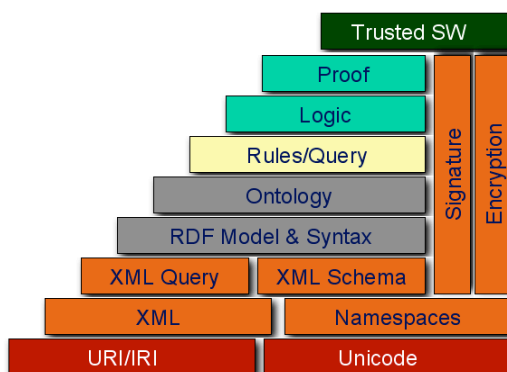 Trusted SW
Proof
Logic
Rules/Query
Ontology
RDF Model & Syntax
XML Query
XML Schema
Signature
Encryption
XML
Namespaces
URI/IRI
Unicode